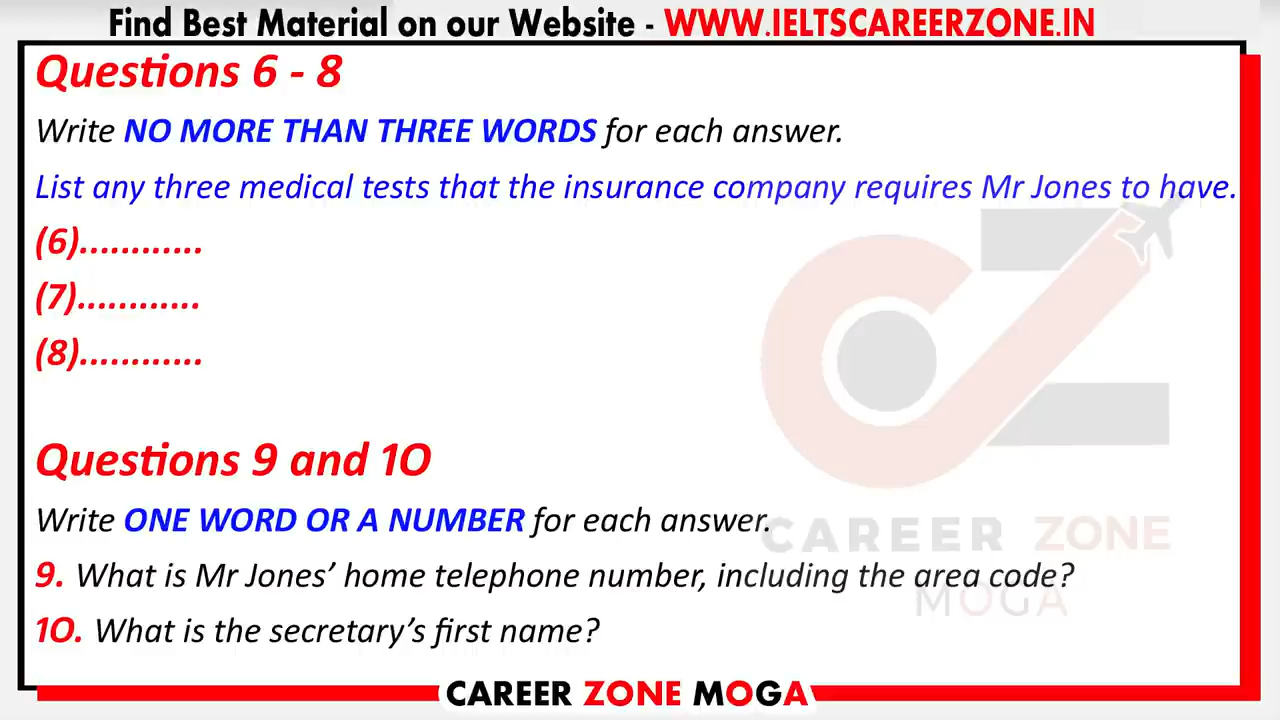 Find Best Material on our Website - WWW.IELTSCAREERZONE.IN
Questions 6 - 8
Write NO MORE THAN THREE WORDS for each answer.
List any three medical tests that the insurance company requires Mr Jones to have.
(6)............
(7)............
(8)............
Questions 9 and 10
Write ONE WORD OR A NUMBER for each answer.
CAREER ZONE
9. What is Mr Jones’ home telephone number, including the area code?
MOGA
10. What is the secretary’s first name?
CAREER ZONE MOGA